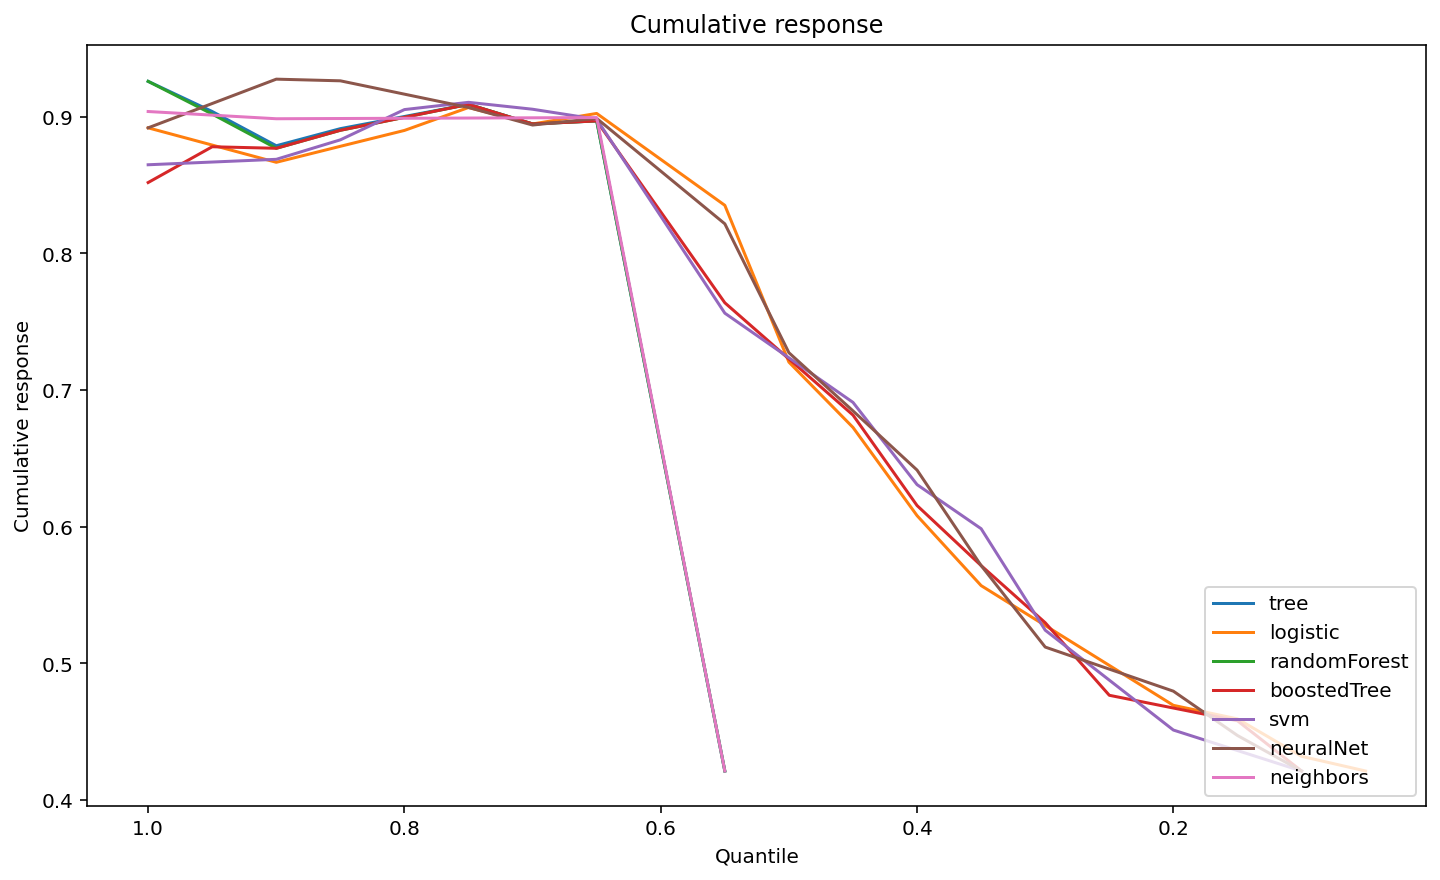 Cumulative response
Cumulative response
0.9
0.8
0.7
0.6
0.5
0.4
1.0
0.8
0.6
0.4
0.2
Quantile
tree
logistic
randomForest
boostedTree
svm
neuralNet
neighbors